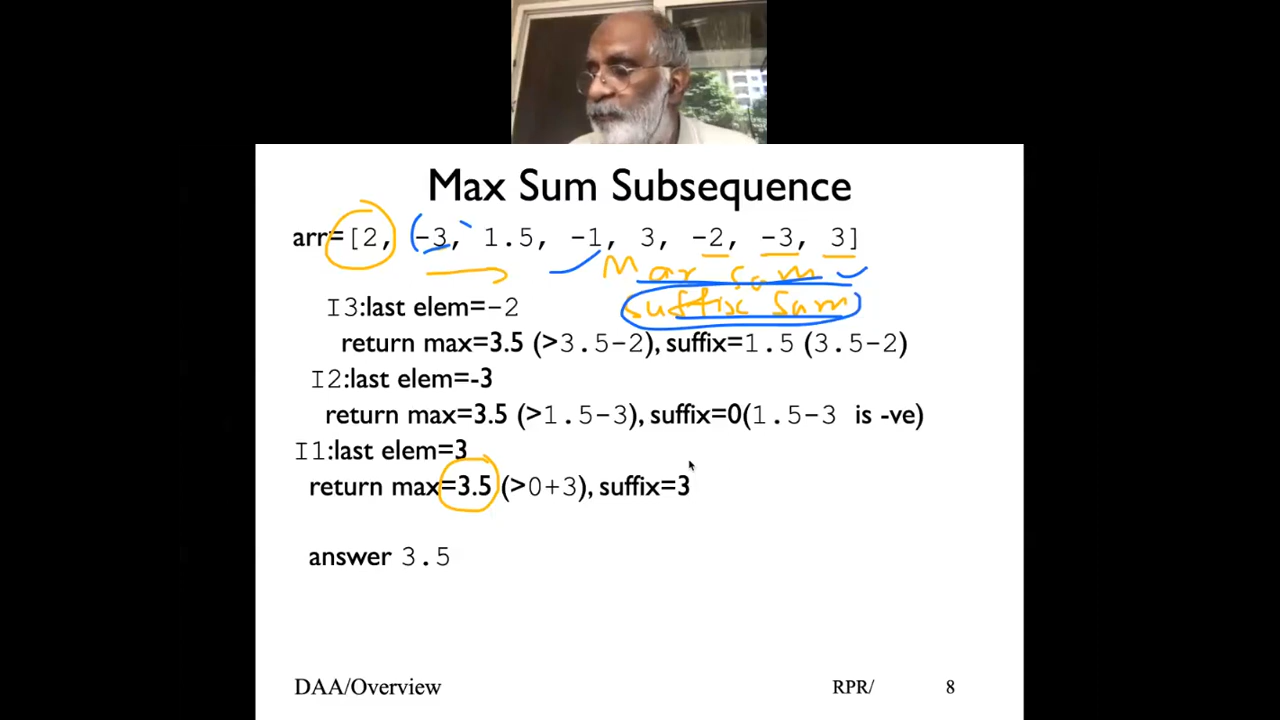 Max Sum Subsequence
arr=[2, (-3, 1.5, -1, 3, -2, -3, 3]
Max sum
suffix sum
I3:last elem=-2
return max=3.5 (>3.5-2), suffix=1.5 (3.5-2)
I2:last elem=-3
return max=3.5 (>1.5-3), suffix=0(1.5-3 is -ve)
I1:last elem=3
return max=3.5 (>0+3), suffix=3
answer 3.5
DAA/Overview RPR/ 8